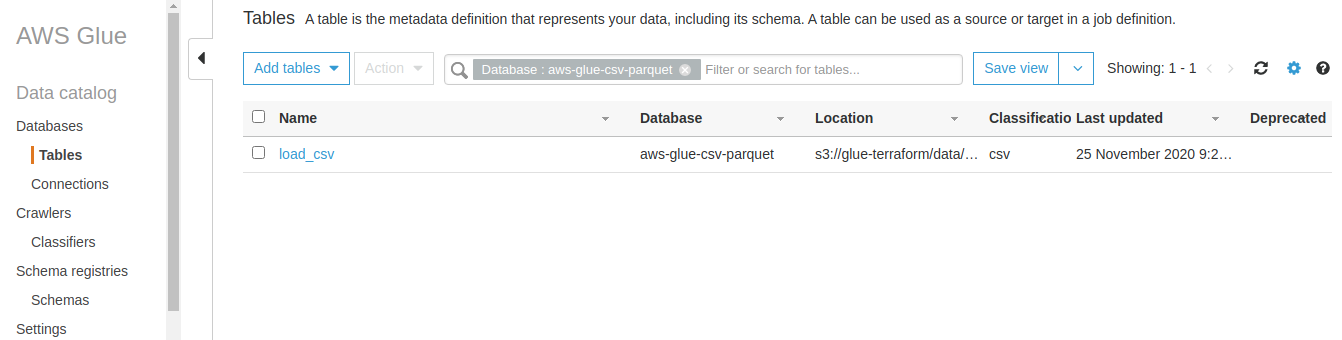 AWS Glue
Data catalog
Databases
Tables
Connections
Crawlers
Classifiers
Schema registries
Schemas
Settings
Tables A table is the metadata definition that represents your data, including its schema. A table can be used as a source or target in a job definition.
Add tables Action Database : aws-glue-csv-parquet Filter or search for tables... Save view Showing: 1 - 1
Name Database Location Classificatio Last updated Deprecated
load_csv aws-glue-csv-parquet s3://glue-terraform/data/… csv 25 November 2020 9:2…